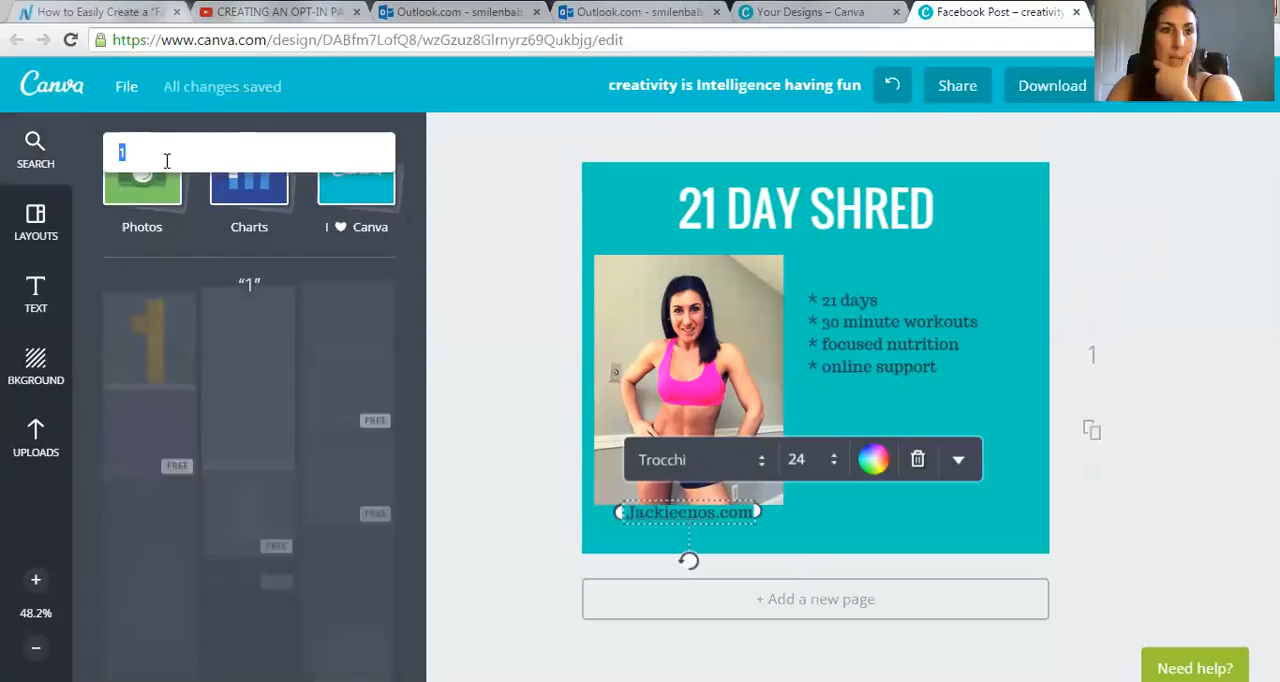 How to Easily Create a "Fa
CREATING AN OPT-IN PA
Outlook.com - smilenbab
Outlook.com - smilenbab
Your Designs – Canva
Facebook Post – creativity
https://www.canva.com/design/DABfm7LofQ8/wzGzuz8Glrnyrz69Qukbjg/edit
Canva
File
All changes saved
creativity is Intelligence having fun
Share
Download
SEARCH
LAYOUTS
TEXT
BKGROUND
UPLOADS
+
48.2%
−
1
Photos
Charts
I ♥ Canva
“1”
1
FREE
FREE
FREE
FREE
21 DAY SHRED
* 21 days
* 30 minute workouts
* focused nutrition
* online support
Trocchi
24
Jackieenos.com
1
+ Add a new page
Need help?